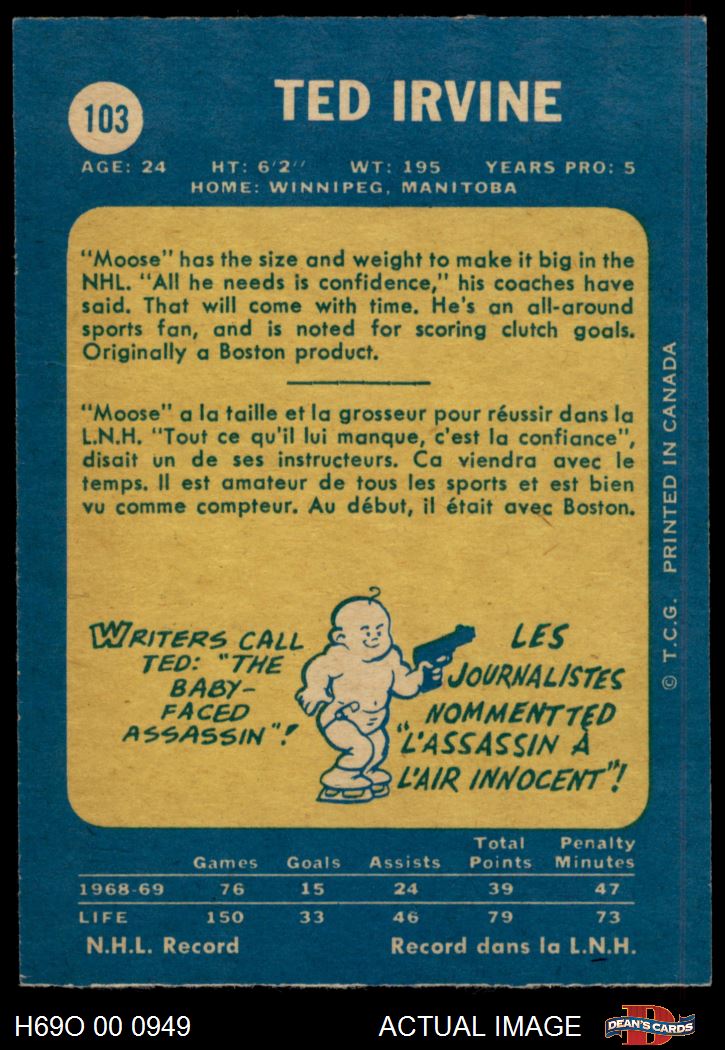 103
TED IRVINE
AGE: 24 HT: 6'2'' WT: 195 YEARS PRO: 5
HOME: WINNIPEG, MANITOBA
"Moose" has the size and weight to make it big in the
NHL. "All he needs is confidence," his coaches have
said. That will come with time. He's an all-around
sports fan, and is noted for scoring clutch goals.
Originally a Boston product.
"Moose" a la taille et la grosseur pour réussir dans la
L.N.H. "Tout ce qu'il lui manque, c'est la confiance",
disait un de ses instructeurs. Ca viendra avec le
temps. Il est amateur de tous les sports et est bien
vu comme compteur. Au début, il était avec Boston.
WRITERS CALL
TED: "THE
BABY-
FACED
ASSASSIN"!
LES
JOURNALISTES
NOMMENT TED
"L'ASSASSIN À
L'AIR INNOCENT"!
© T.C.G. PRINTED IN CANADA
Games Goals Assists Total Points Penalty Minutes
1968-69 76 15 24 39 47
LIFE 150 33 46 79 73
N.H.L. Record Record dans la L.N.H.
H69O 00 0949 ACTUAL IMAGE D DEAN'S CARDS